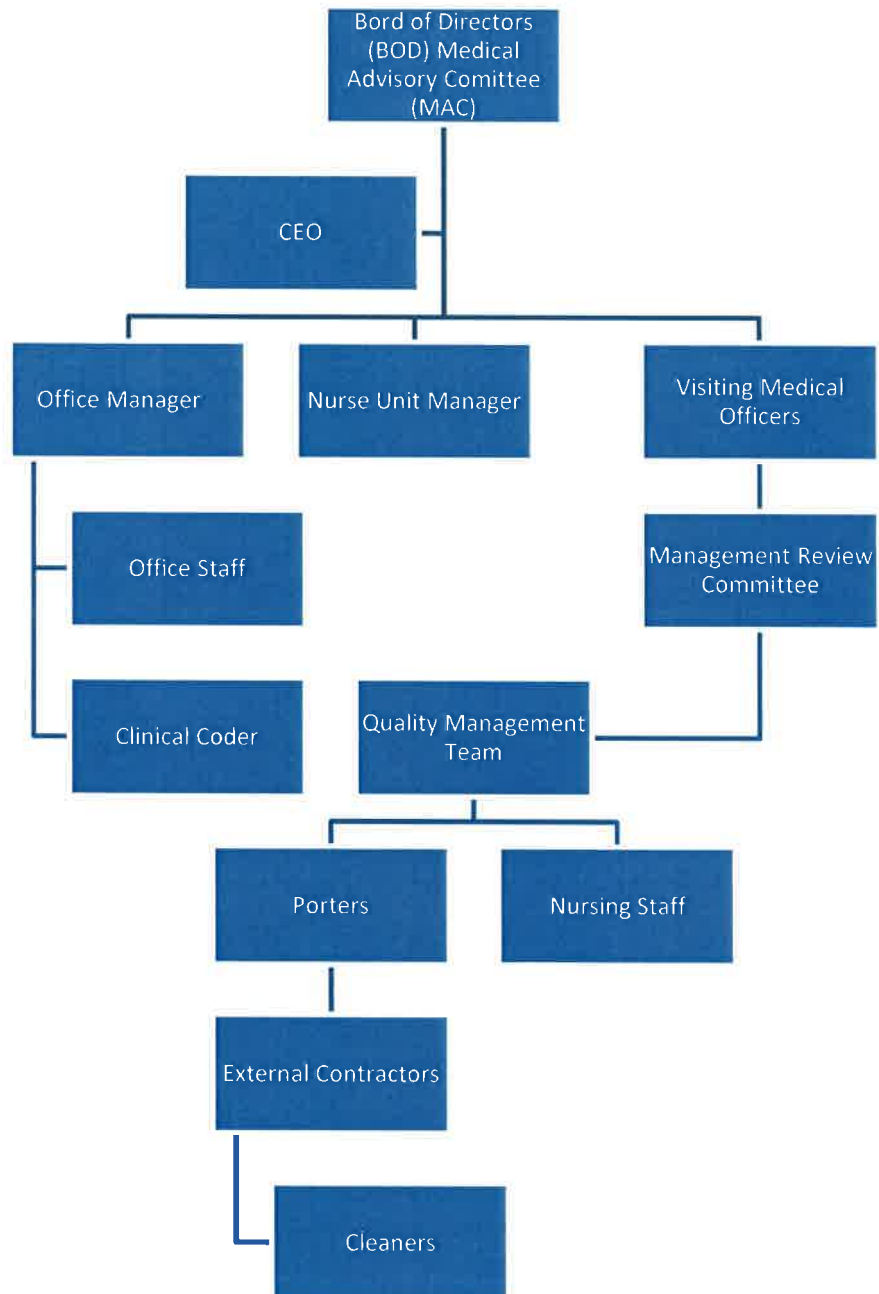 Bord of Directors
(BOD) Medical
Advisory Comittee
(MAC)
CEO
Office Manager
Nurse Unit Manager
Visiting Medical
Officers
Office Staff
Management Review
Committee
Clinical Coder
Quality Management
Team
Porters
Nursing Staff
External Contractors
Cleaners